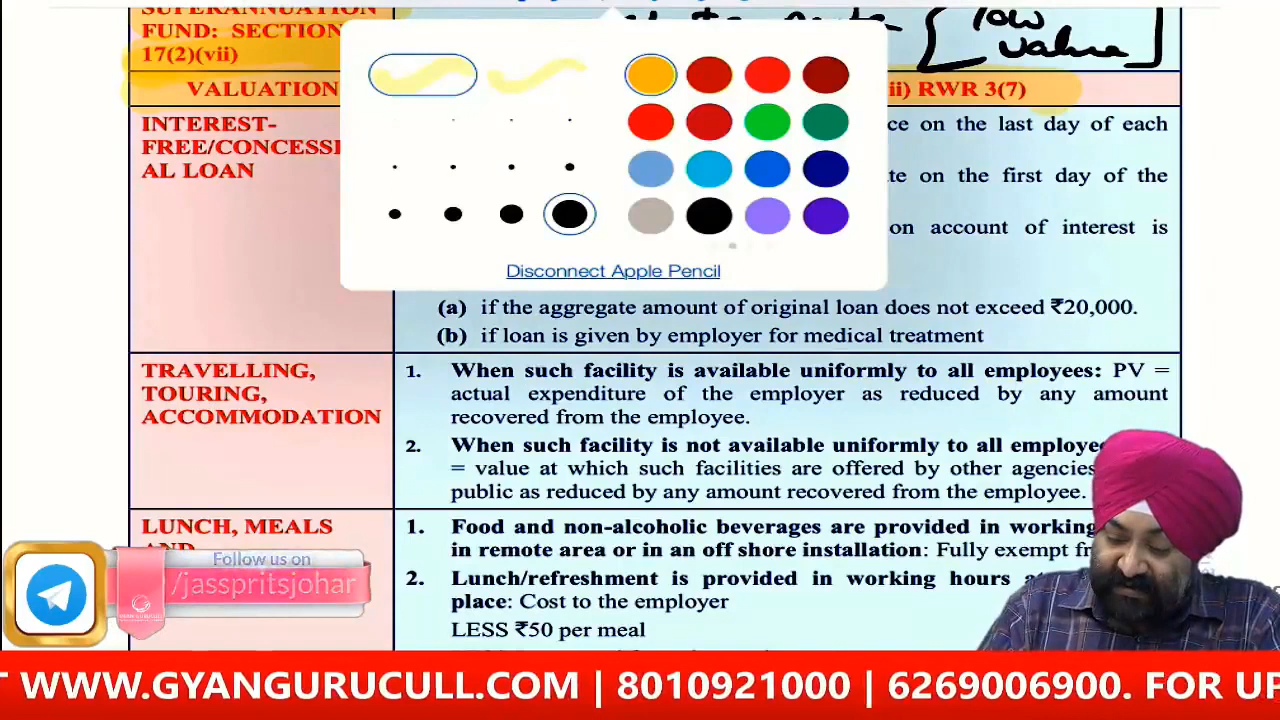 SUPERANNUATION
FUND: SECTION
17(2)(vii)
low
value
VALUATION
ii) RWR 3(7)
INTEREST-
FREE/CONCESSI
AL LOAN
ce on the last day of each
te on the first day of the
on account of interest is
Disconnect Apple Pencil
(a) if the aggregate amount of original loan does not exceed ₹20,000.
(b) if loan is given by employer for medical treatment
TRAVELLING,
TOURING,
ACCOMMODATION
1. When such facility is available uniformly to all employees: PV =
actual expenditure of the employer as reduced by any amount
recovered from the employee.
2. When such facility is not available uniformly to all employe
= value at which such facilities are offered by other agencies
public as reduced by any amount recovered from the employee.
LUNCH, MEALS
AND
1. Food and non-alcoholic beverages are provided in working
in remote area or in an off shore installation: Fully exempt fr
2. Lunch/refreshment is provided in working hours a
place: Cost to the employer
LESS ₹50 per meal
Follow us on
/jasspritsjohar
T WWW.GYANGURUCULL.COM | 8010921000 | 6269006900. FOR UP